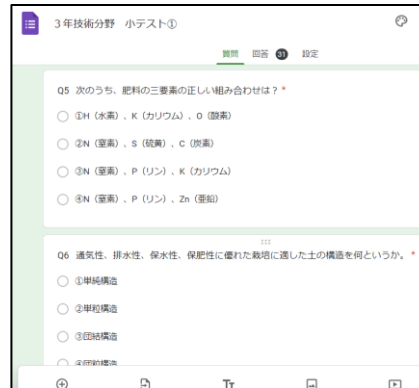 ３年技術分野　小テスト①
質問 回答 31 設定
Q5 次のうち、肥料の三要素の正しい組み合わせは？ *
①H（水素）、K（カリウム）、O（酸素）
②N（窒素）、S（硫黄）、C（炭素）
③N（窒素）、P（リン）、K（カリウム）
④N（窒素）、P（リン）、Zn（亜鉛）
Q6 通気性、排水性、保水性、保肥性に優れた栽培に適した土の構造を何というか。 *
①単純構造
②単粒構造
③団結構造
④団粒構造
Tт